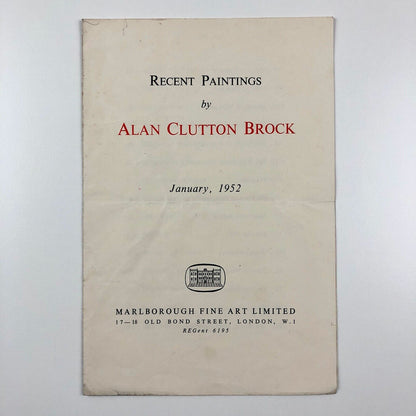 RECENT PAINTINGS
by
ALAN CLUTTON BROCK
January, 1952
MARLBOROUGH FINE ART LIMITED
17—18 OLD BOND STREET, LONDON, W.1
REGent 6195